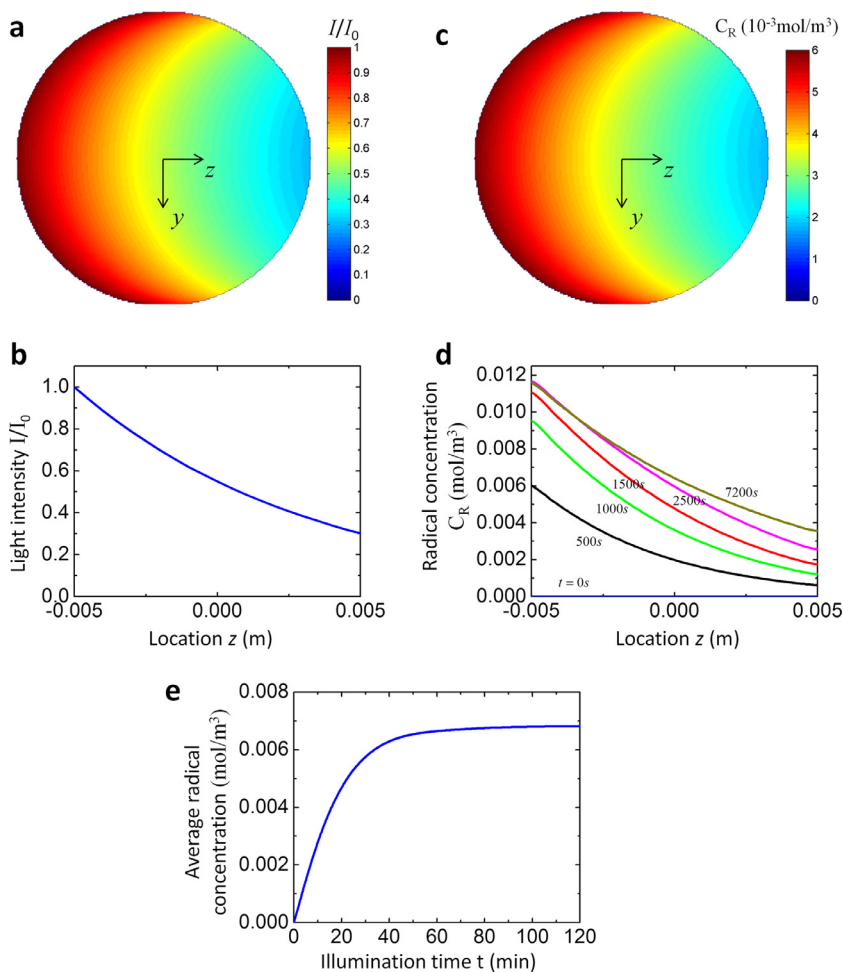 a
I/I0
1
0.9
0.8
0.7
0.6
0.5
0.4
0.3
0.2
0.1
0
z
y
c
CR (10-3mol/m3)
6
5
4
3
2
1
0
z
y
b
Light intensity I/I0
1.0
0.8
0.6
0.4
0.2
0.0
-0.005 0.000 0.005
Location z (m)
d
Radical concentration
CR (mol/m3)
0.012
0.010
0.008
0.006
0.004
0.002
0.000
7200s
1500s
2500s
1000s
500s
t = 0s
-0.005 0.000 0.005
Location z (m)
e
Average radical
concentration (mol/m3)
0.008
0.006
0.004
0.002
0.000
0 20 40 60 80 100 120
Illumination time t (min)